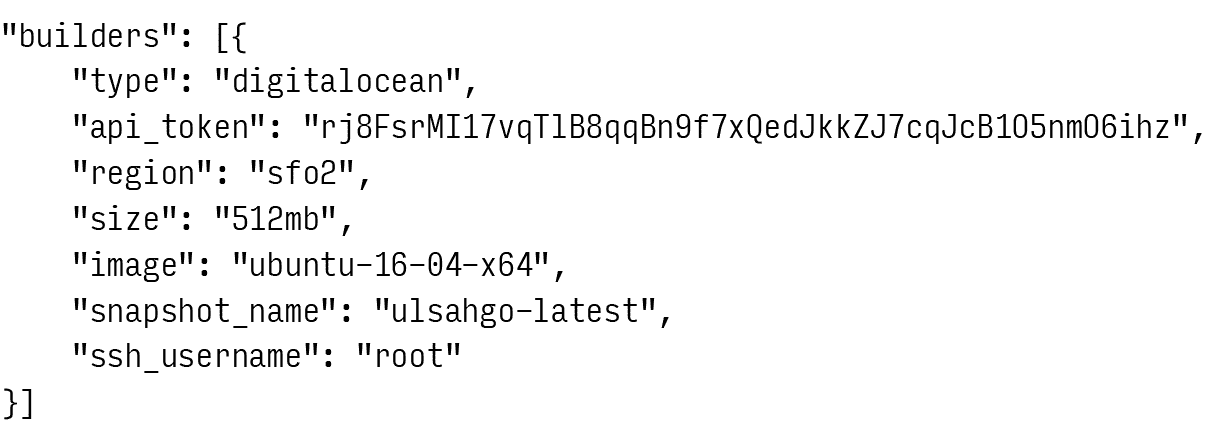 "builders": [{
    "type": "digitalocean",
    "api_token": "rj8FsrMI17vqTlB8qqBn9f7xQedJkkZJ7cqJcB1O5nmO6ihz",
    "region": "sfo2",
    "size": "512mb",
    "image": "ubuntu-16-04-x64",
    "snapshot_name": "ulsahgo-latest",
    "ssh_username": "root"
}]